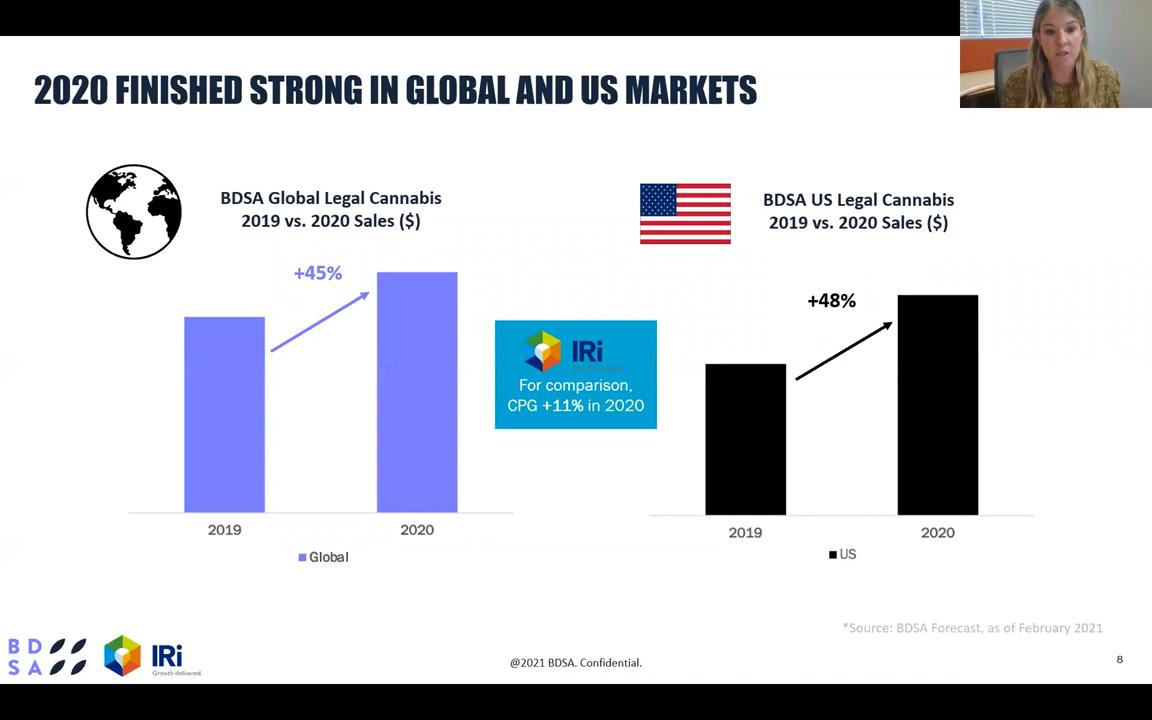 2020 FINISHED STRONG IN GLOBAL AND US MARKETS
BDSA Global Legal Cannabis
2019 vs. 2020 Sales ($)
+45%
2019
2020
Global
IRi
For comparison,
CPG +11% in 2020
BDSA US Legal Cannabis
2019 vs. 2020 Sales ($)
+48%
2019
2020
US
*Source: BDSA Forecast, as of February 2021
BD
SA
IRi
Growth delivered.
@2021 BDSA. Confidential.
8